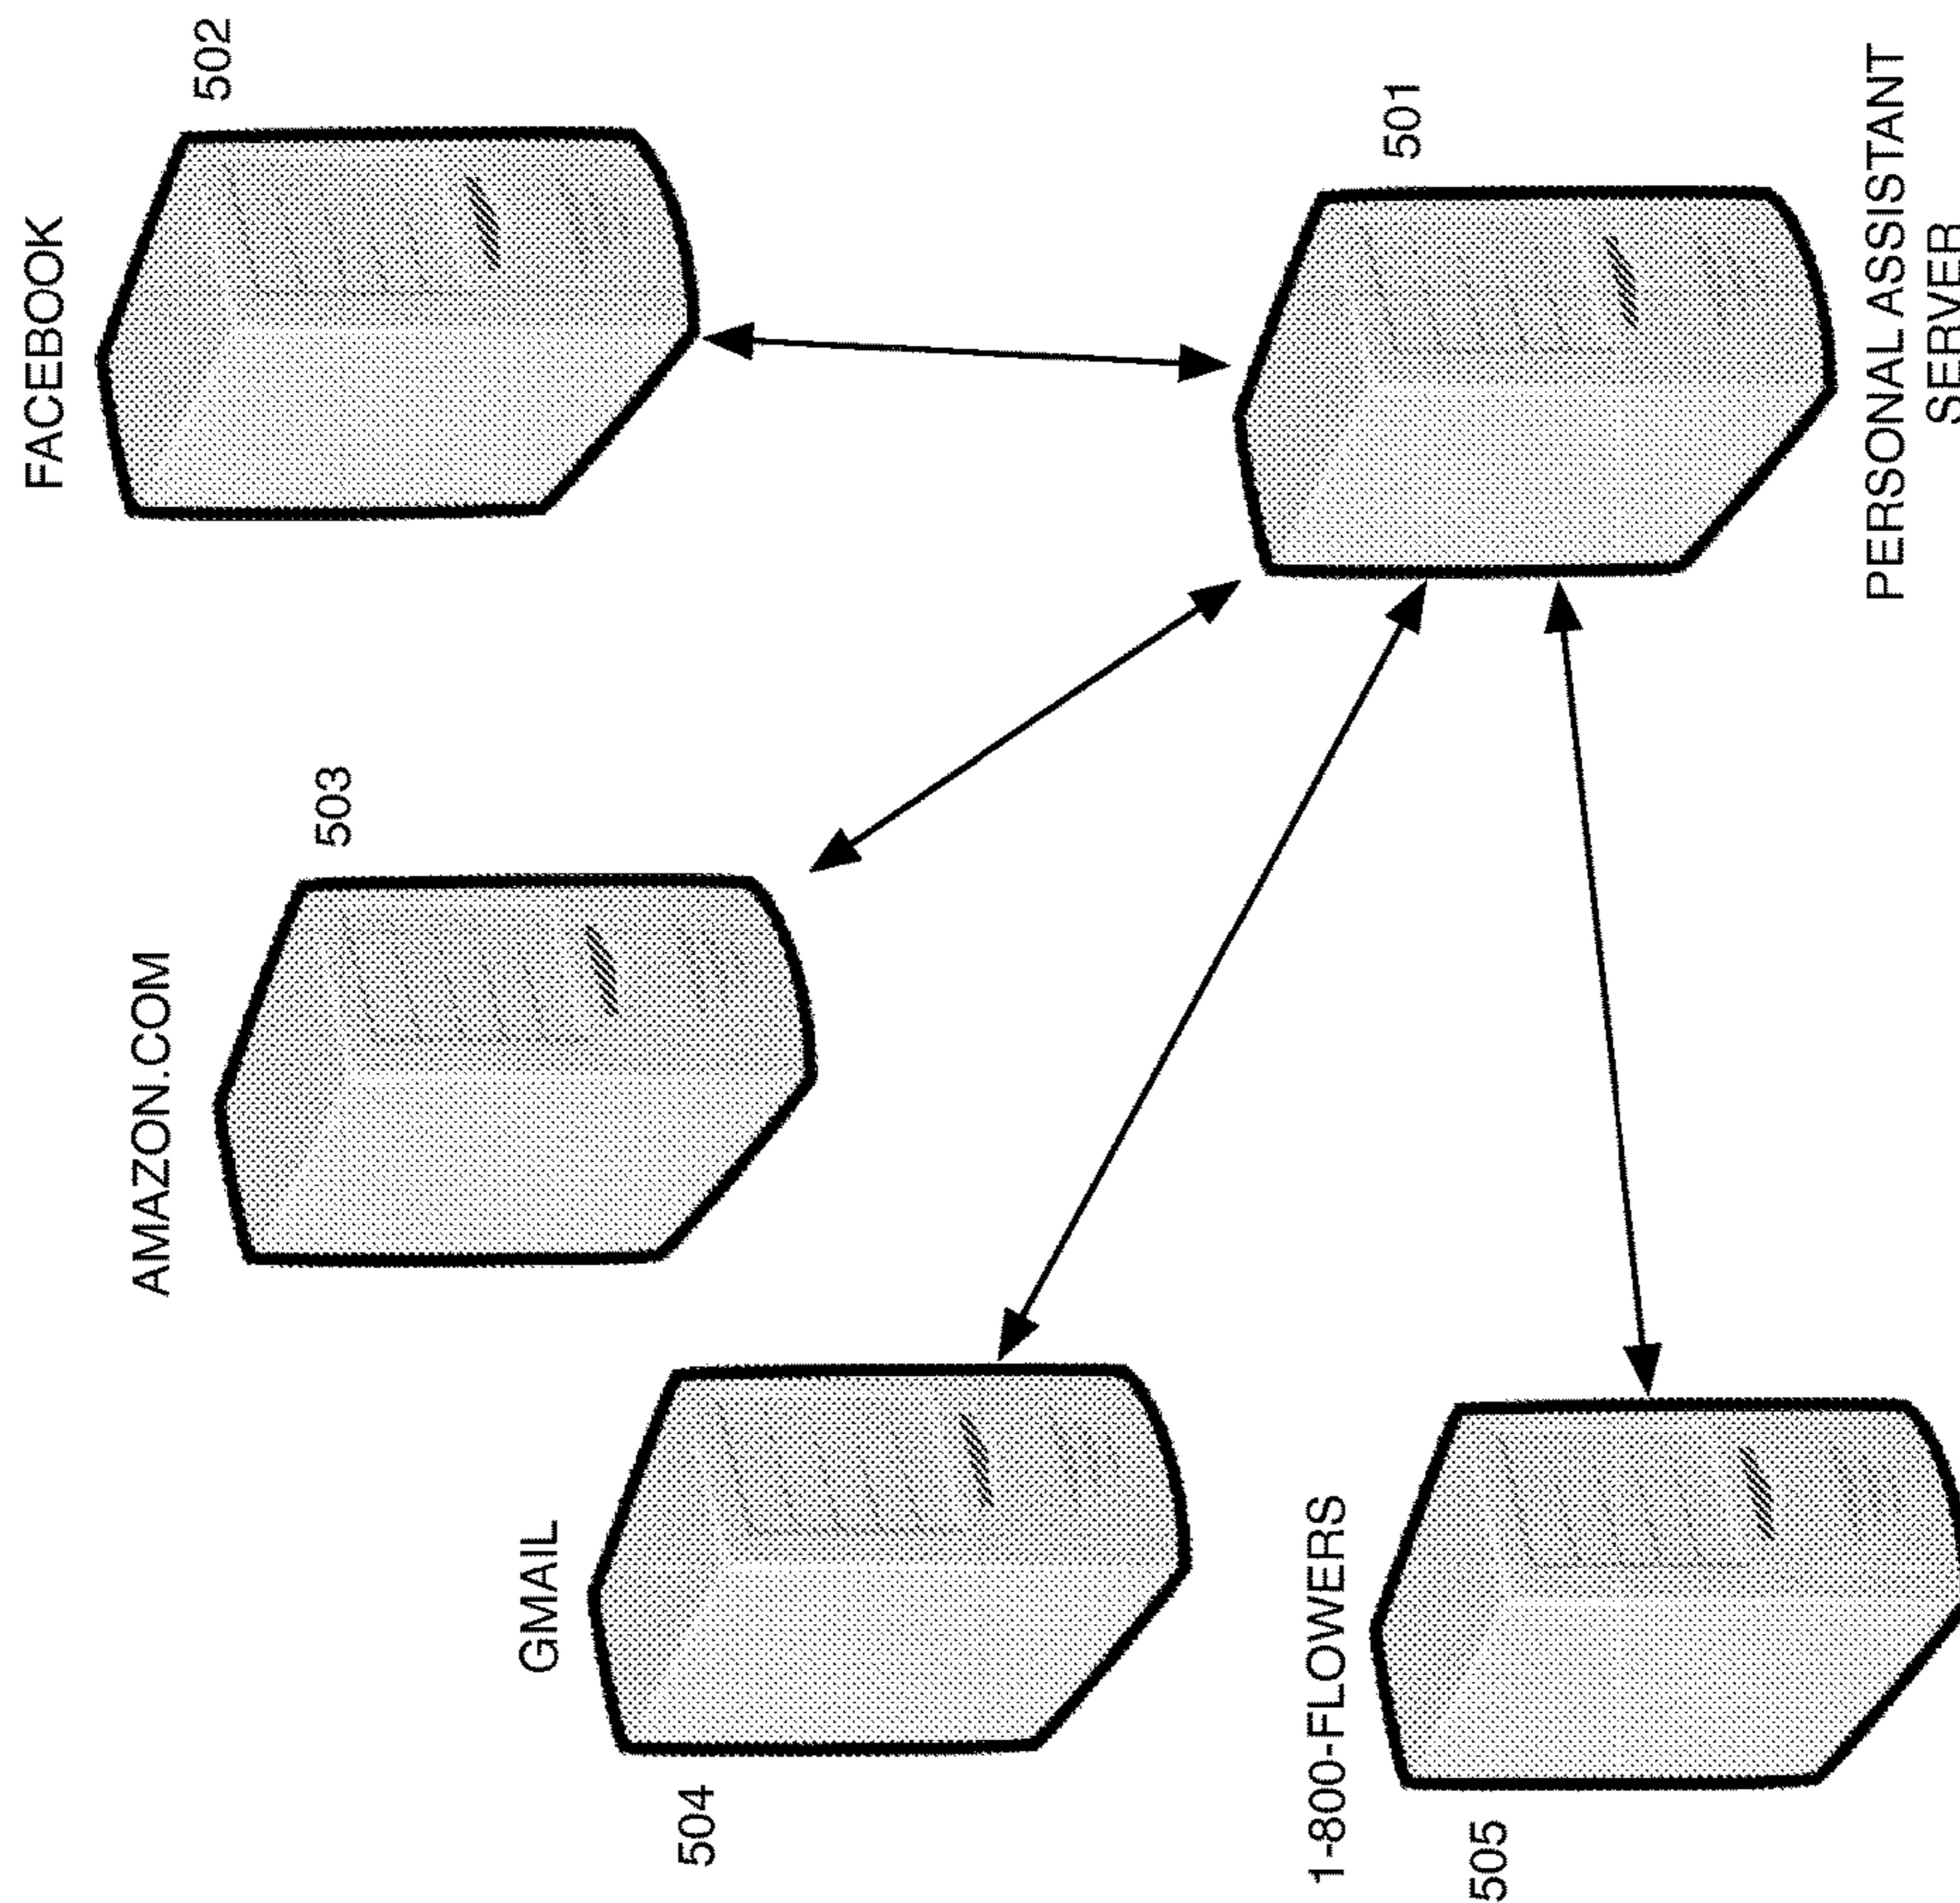 FACEBOOK
502
AMAZON.COM
503
GMAIL
504
1-800-FLOWERS
505
501
PERSONAL ASSISTANT
SERVER